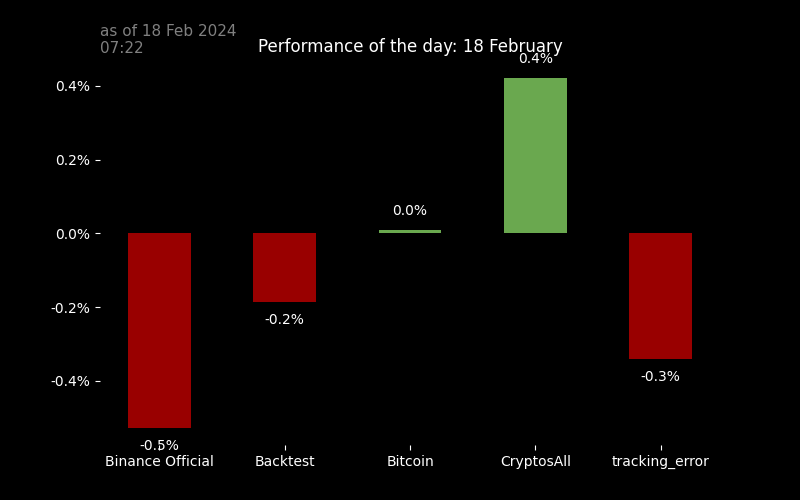 as of 18 Feb 2024
07:22
Performance of the day: 18 February
0.4%
0.4%
0.2%
0.0%
0.0%
-0.2%
-0.2%
-0.3%
-0.4%
-0.5%
Binance Official
Backtest
Bitcoin
CryptosAll
tracking_error